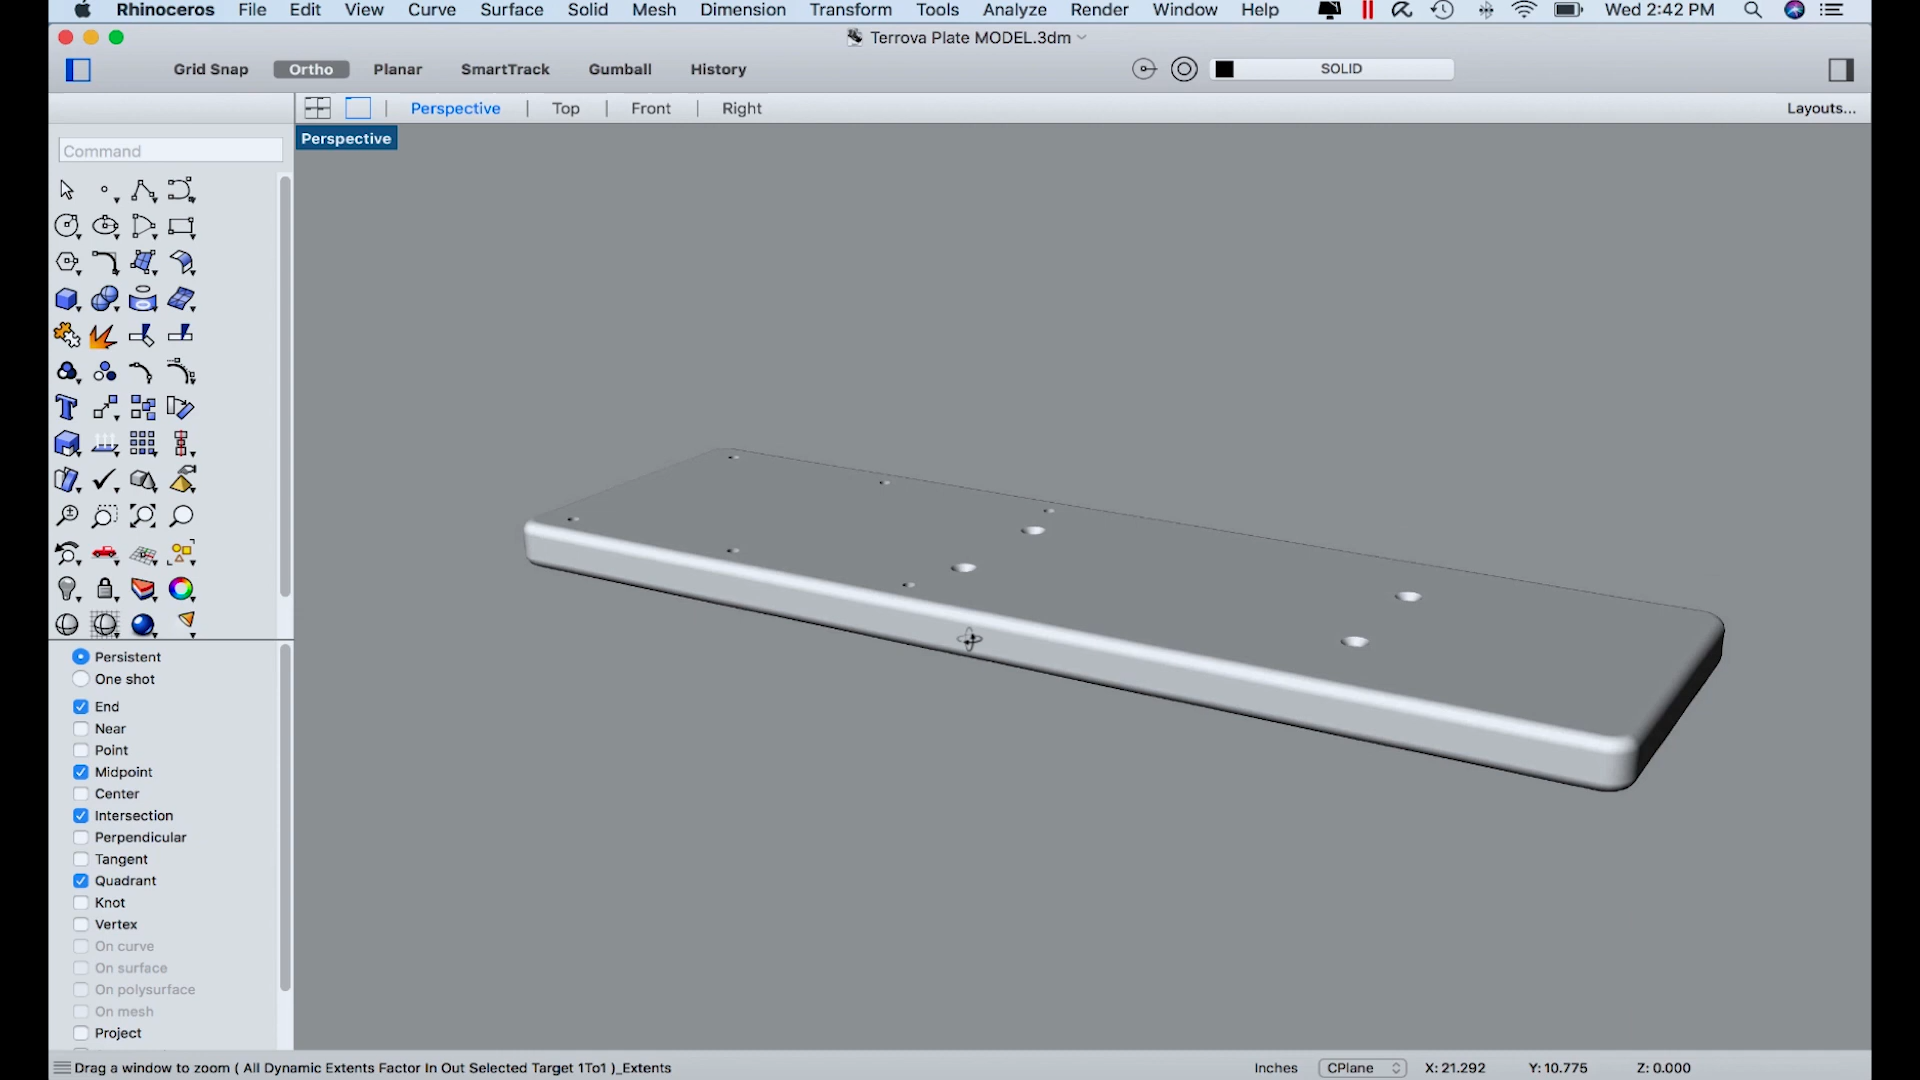 Rhinoceros File Edit View Curve Surface Solid Mesh Dimension Transform Tools Analyze Render Window Help Wed 2:42 PM
Terrova Plate MODEL.3dm
Grid Snap Ortho Planar SmartTrack Gumball History SOLID
Perspective Top Front Right Layouts...
Perspective
Command
Persistent
One shot
End
Near
Point
Midpoint
Center
Intersection
Perpendicular
Tangent
Quadrant
Knot
Vertex
On curve
On surface
On polysurface
On mesh
Project
Drag a window to zoom ( All Dynamic Extents Factor In Out Selected Target 1To1 )_Extents Inches CPlane X: 21.292 Y: 10.775 Z: 0.000